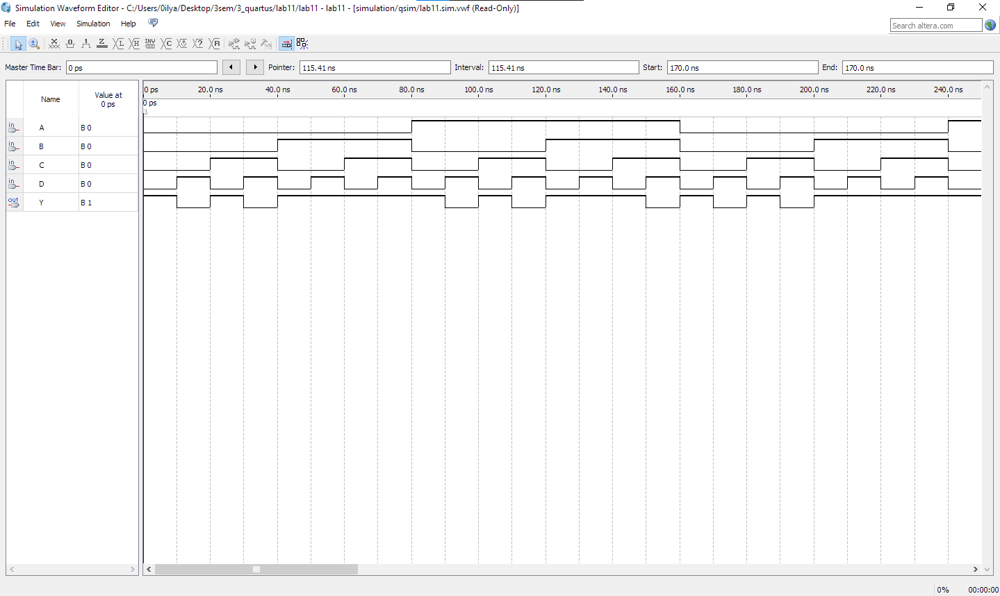 Simulation Waveform Editor - C:/Users/0ilya/Desktop/3sem/3_quartus/lab11/lab11 - lab11 - [simulation/qsim/lab11.sim.vwf (Read-Only)]
File Edit View Simulation Help
Search altera.com
Master Time Bar: 0 ps Pointer: 115.41 ns Interval: 115.41 ns Start: 170.0 ns End: 170.0 ns
Name
Value at
0 ps
0 ps 20.0 ns 40.0 ns 60.0 ns 80.0 ns 100.0 ns 120.0 ns 140.0 ns 160.0 ns 180.0 ns 200.0 ns 220.0 ns 240.0 ns
0 ps
in A B 0
in B B 0
in C B 0
in D B 0
out Y B 1
0% 00:00:00